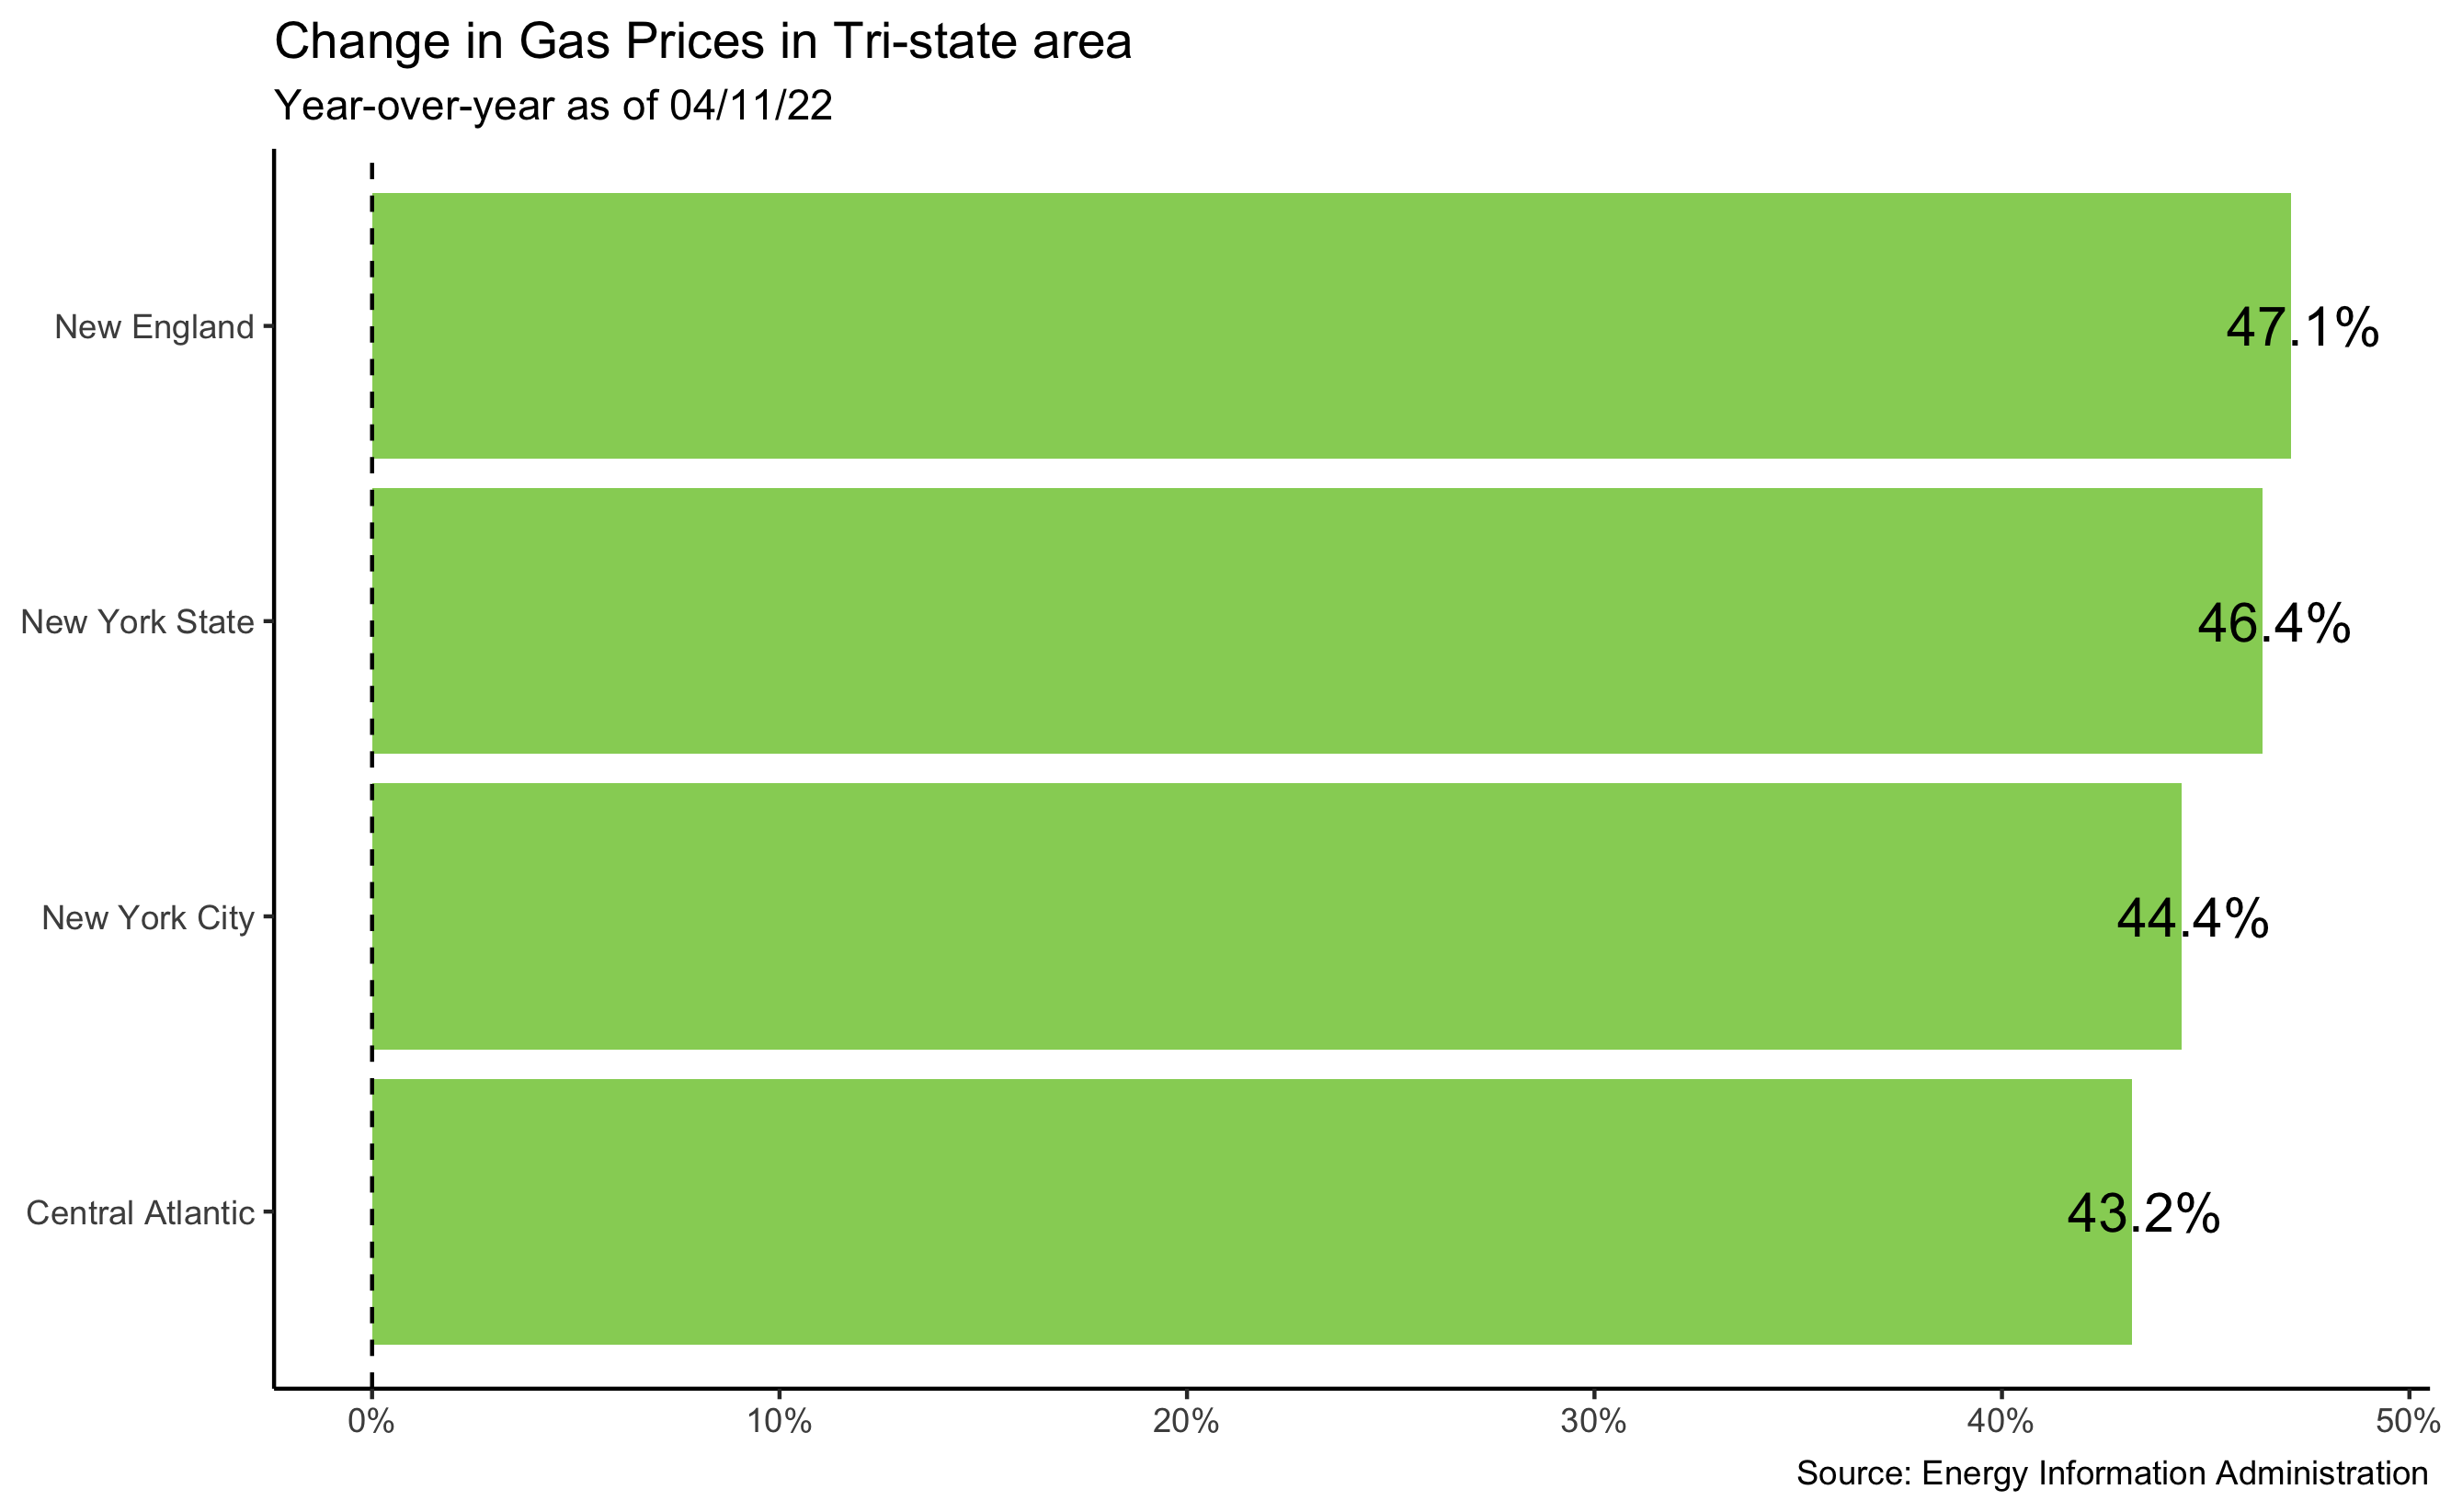 Change in Gas Prices in Tri-state area
Year-over-year as of 04/11/22
New England
47.1%
New York State
46.4%
New York City
44.4%
Central Atlantic
43.2%
0% 10% 20% 30% 40% 50%
Source: Energy Information Administration